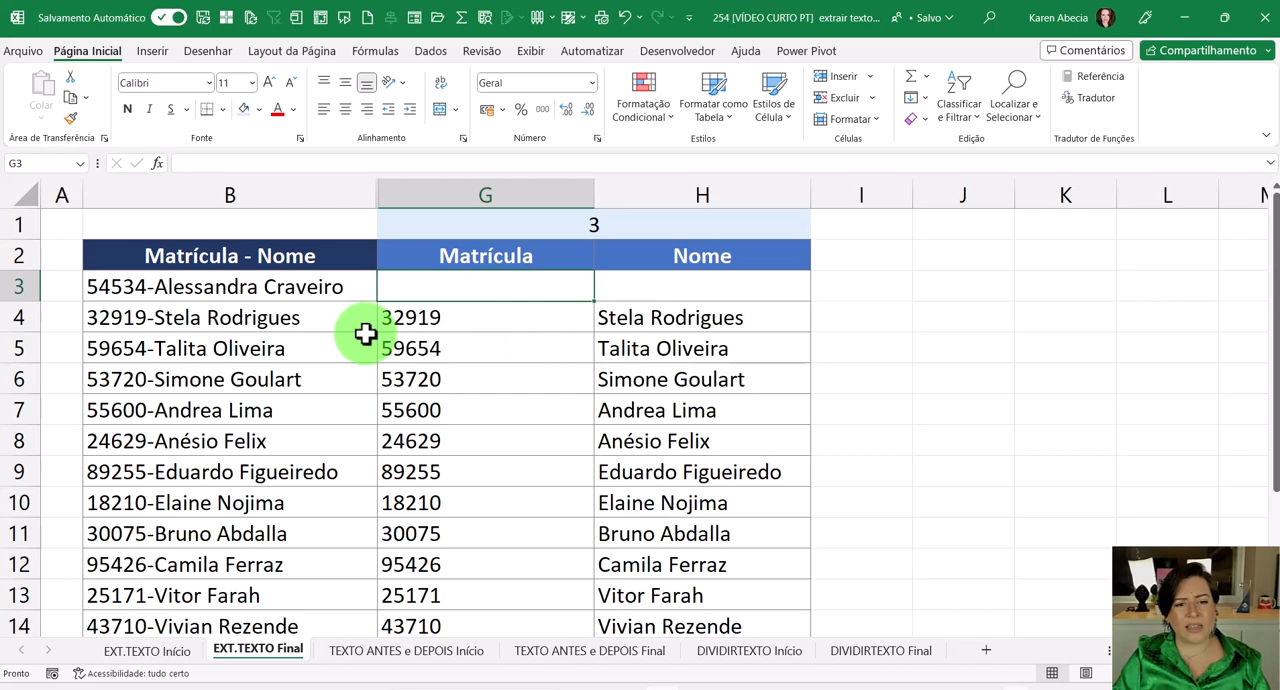 Salvamento Automático
254 [VÍDEO CURTO PT] extrair texto... • Salvo
Karen Abecia
Arquivo Página Inicial Inserir Desenhar Layout da Página Fórmulas Dados Revisão Exibir Automatizar Desenvolvedor Ajuda Power Pivot
Comentários Compartilhamento
Colar
Área de Transferência
Calibri 11
N I S A
Fonte
Alinhamento
Geral
% 000
Número
Formatação Condicional
Formatar como Tabela
Estilos de Célula
Estilos
Inserir
Excluir
Formatar
Células
Classificar e Filtrar
Localizar e Selecionar
Edição
Referência
Tradutor
Tradutor de Funções
G3 fx
A B G H I J K L M
1 3
2 Matrícula - Nome Matrícula Nome
3 54534-Alessandra Craveiro
4 32919-Stela Rodrigues 32919 Stela Rodrigues
5 59654-Talita Oliveira 59654 Talita Oliveira
6 53720-Simone Goulart 53720 Simone Goulart
7 55600-Andrea Lima 55600 Andrea Lima
8 24629-Anésio Felix 24629 Anésio Felix
9 89255-Eduardo Figueiredo 89255 Eduardo Figueiredo
10 18210-Elaine Nojima 18210 Elaine Nojima
11 30075-Bruno Abdalla 30075 Bruno Abdalla
12 95426-Camila Ferraz 95426 Camila Ferraz
13 25171-Vitor Farah 25171 Vitor Farah
14 43710-Vivian Rezende 43710 Vivian Rezende
EXT.TEXTO Início EXT.TEXTO Final TEXTO ANTES e DEPOIS Inicio TEXTO ANTES e DEPOIS Final DIVIDIRTEXTO Início DIVIDIRTEXTO Final
Pronto Acessibilidade: tudo certo